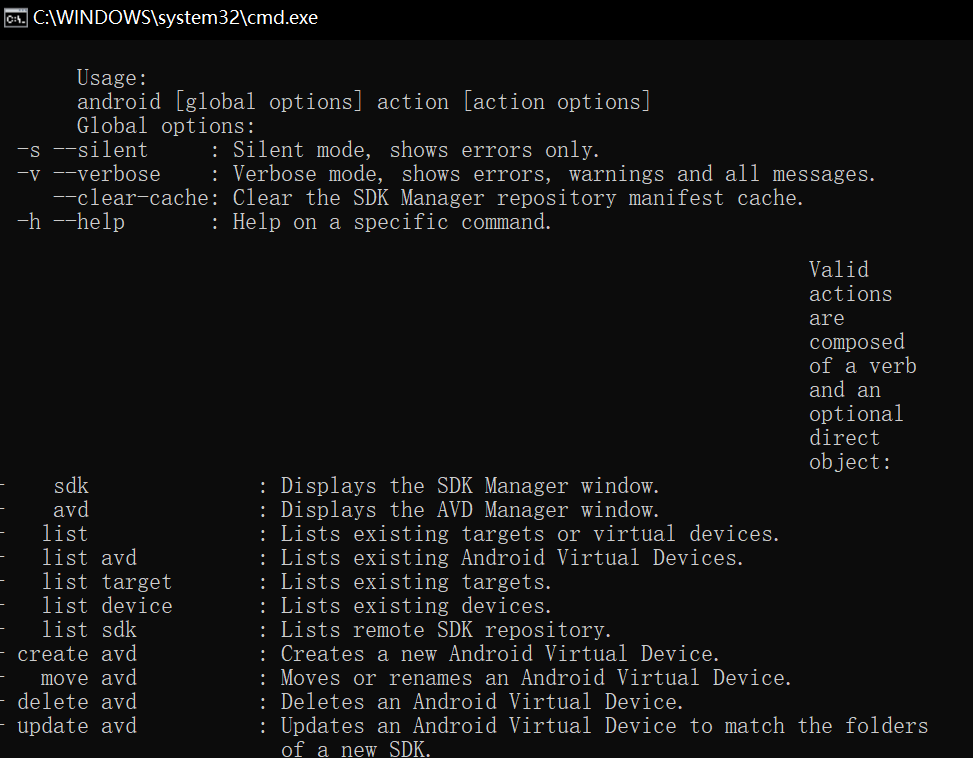 C:\WINDOWS\system32\cmd.exe
Usage:
android [global options] action [action options]
Global options:
-s --silent     : Silent mode, shows errors only.
-v --verbose    : Verbose mode, shows errors, warnings and all messages.
--clear-cache: Clear the SDK Manager repository manifest cache.
-h --help       : Help on a specific command.
Valid
actions
are
composed
of a verb
and an
optional
direct
object:
-    sdk              : Displays the SDK Manager window.
-    avd              : Displays the AVD Manager window.
-   list              : Lists existing targets or virtual devices.
-   list avd          : Lists existing Android Virtual Devices.
-   list target       : Lists existing targets.
-   list device       : Lists existing devices.
-   list sdk          : Lists remote SDK repository.
- create avd          : Creates a new Android Virtual Device.
-   move avd          : Moves or renames an Android Virtual Device.
- delete avd          : Deletes an Android Virtual Device.
- update avd          : Updates an Android Virtual Device to match the folders
of a new SDK.